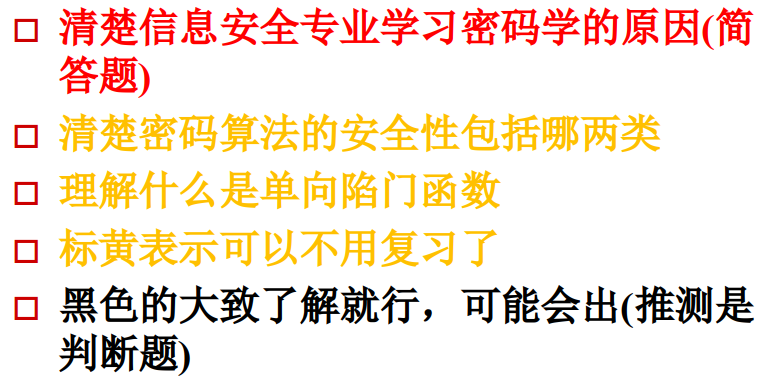 清楚信息安全专业学习密码学的原因(简
答题)
清楚密码算法的安全性包括哪两类
理解什么是单向陷门函数
标黄表示可以不用复习了
黑色的大致了解就行，可能会出(推测是
判断题)